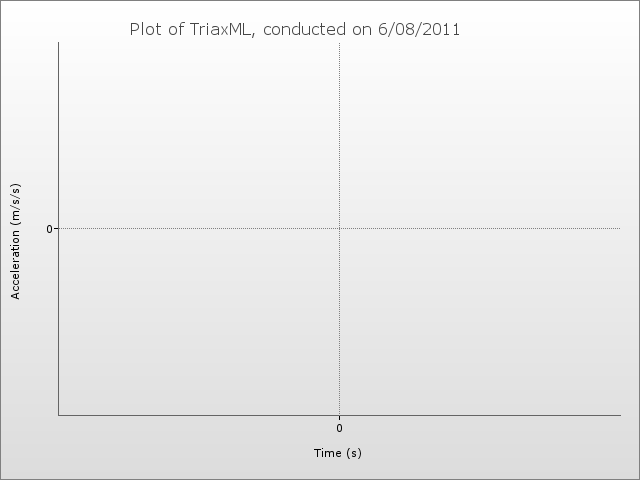 Plot of TriaxML, conducted on 6/08/2011
Acceleration (m/s/s)
0
0
Time (s)